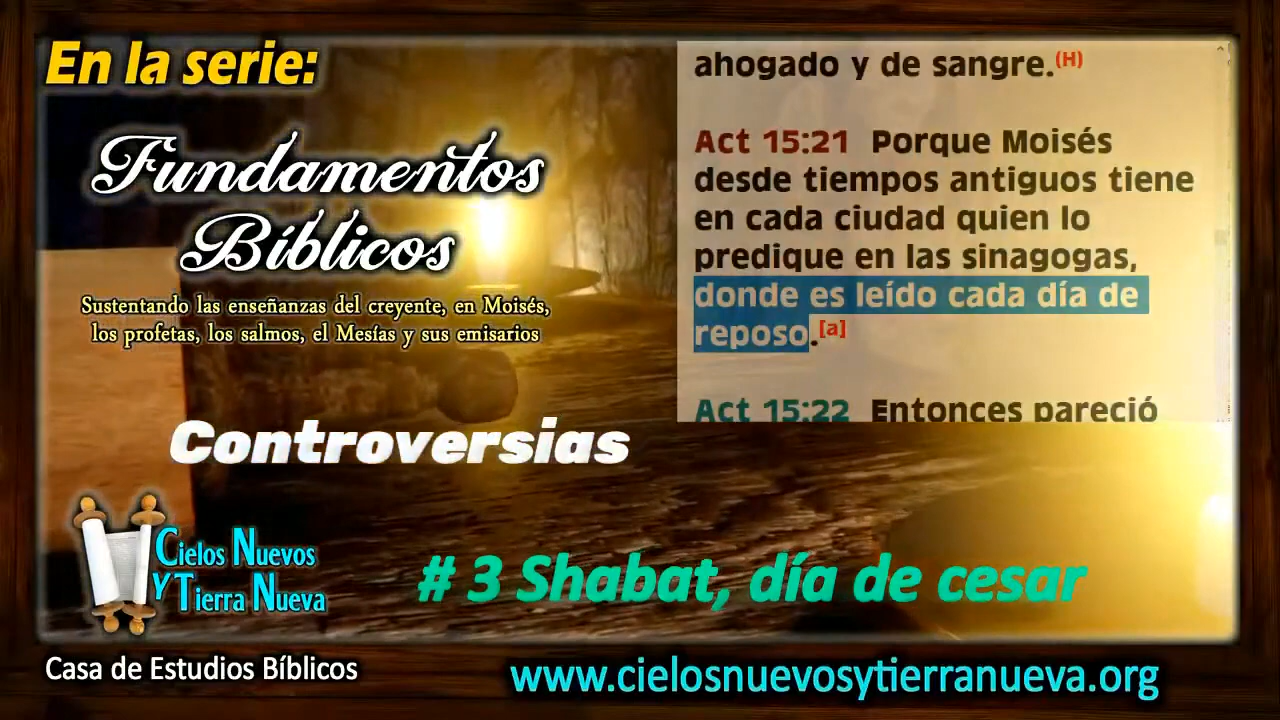 En la serie:
Fundamentos
Bíblicos
Sustentando las enseñanzas del creyente, en Moisés,
los profetas, los salmos, el Mesías y sus emisarios
Controversias
ahogado y de sangre.(H)
Act 15:21 Porque Moisés
desde tiempos antiguos tiene
en cada ciudad quien lo
predique en las sinagogas,
donde es leído cada día de
reposo.[a]
Act 15:22 Entonces pareció
Cielos Nuevos
Y Tierra Nueva
# 3 Shabat, día de cesar
Casa de Estudios Bíblicos
www.cielosnuevosytierranueva.org